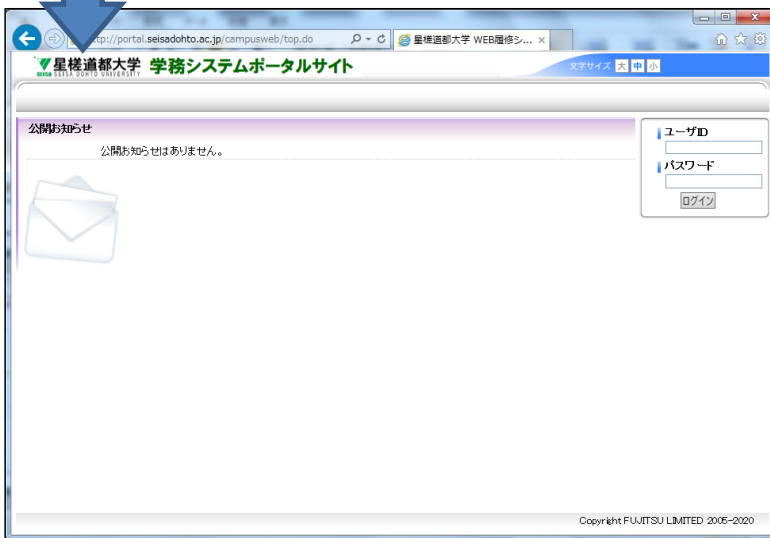 http://portal.seisadohto.ac.jp/campusweb/top.do
星槎道都大学 WEB履修シ... ×
星槎道都大学 学務システムポータルサイト
SEISA DOHTO UNIVERSITY
文字サイズ 大 中 小
公開お知らせ
公開お知らせはありません。
ユーザID
パスワード
ログイン
Copyright FUJITSU LIMITED 2005-2020